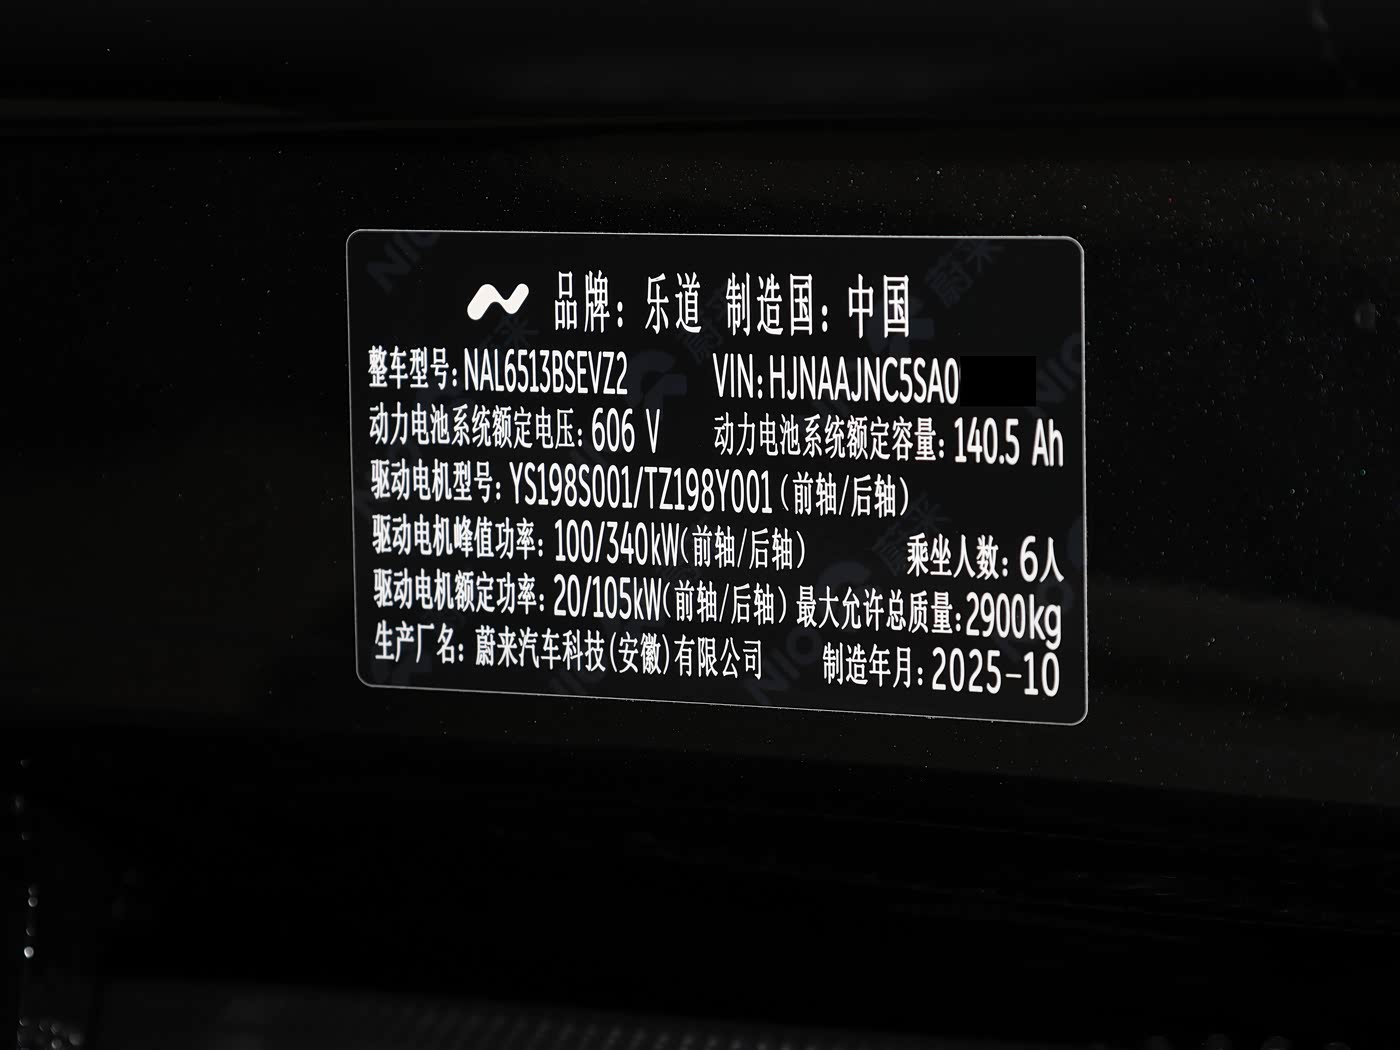 品牌：乐道 制造国：中国
整车型号：NAL6513BSEVZ2 VIN：HJNAAJNC5SA0
动力电池系统额定电压：606 V 动力电池系统额定容量：140.5 Ah
驱动电机型号：YS198S001/TZ198Y001（前轴/后轴）
驱动电机峰值功率：100/340kW（前轴/后轴） 乘坐人数：6人
驱动电机额定功率：20/105kW（前轴/后轴） 最大允许总质量：2900kg
生产厂名：蔚来汽车科技（安徽）有限公司 制造年月：2025-10